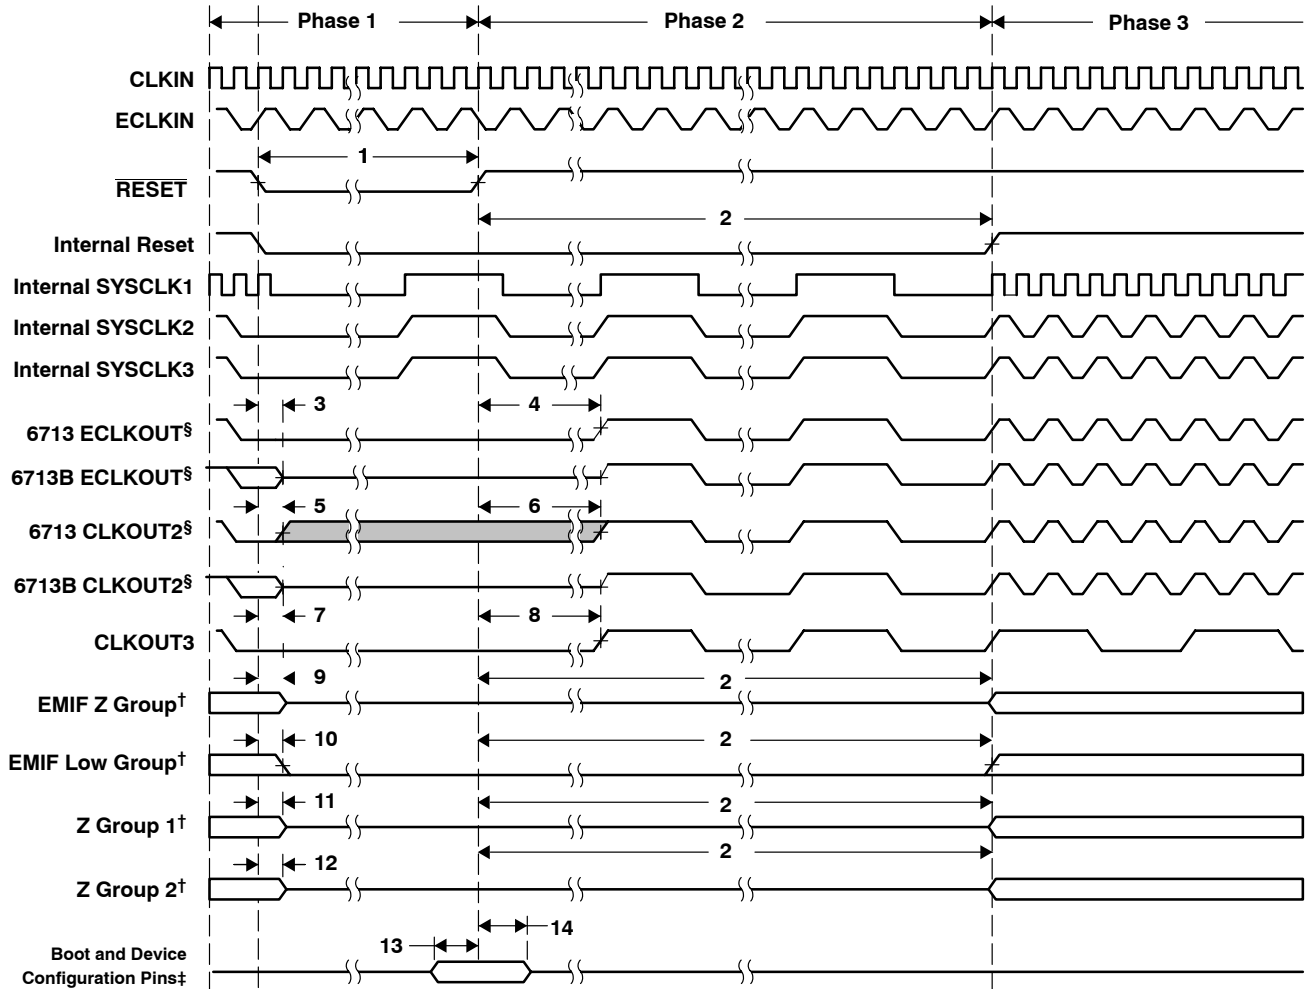 Phase 1 Phase 2 Phase 3
CLKIN
ECLKIN
1
RESET
2
Internal Reset
Internal SYSCLK1
Internal SYSCLK2
Internal SYSCLK3
3 4
6713 ECLKOUT§
6713B ECLKOUT§
5 6
6713 CLKOUT2§
6713B CLKOUT2§
7 8
CLKOUT3
9 2
EMIF Z Group†
10 2
EMIF Low Group†
11 2
Z Group 1†
12 2
Z Group 2†
13 14
Boot and Device
Configuration Pins‡